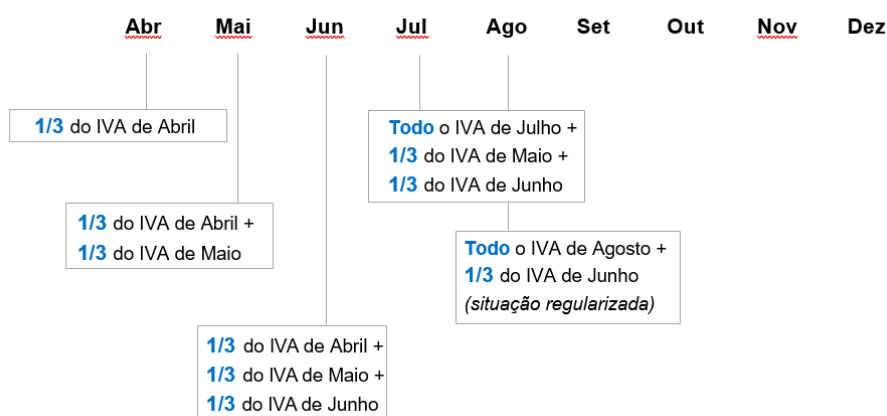 Abr Mai Jun Jul Ago Set Out Nov Dez
1/3 do IVA de Abril
1/3 do IVA de Abril +
1/3 do IVA de Maio
1/3 do IVA de Abril +
1/3 do IVA de Maio +
1/3 do IVA de Junho
Todo o IVA de Julho +
1/3 do IVA de Maio +
1/3 do IVA de Junho
Todo o IVA de Agosto +
1/3 do IVA de Junho
(situação regularizada)